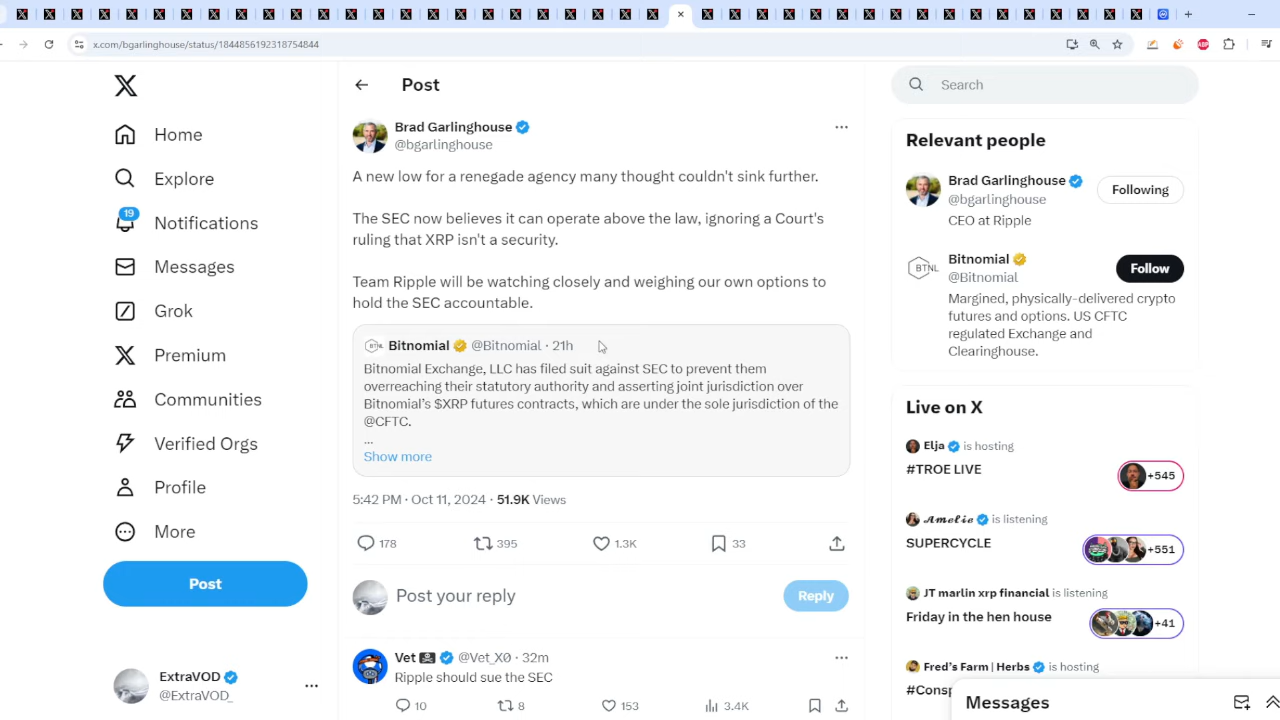 x.com/bgarlinghouse/status/1844856192318754844
ABP
Home
Explore
19
Notifications
Messages
Grok
Premium
Communities
Verified Orgs
Profile
More
Post
ExtraVOD
@ExtraVOD_
Post
Brad Garlinghouse
@bgarlinghouse
A new low for a renegade agency many thought couldn't sink further.
The SEC now believes it can operate above the law, ignoring a Court's
ruling that XRP isn't a security.
Team Ripple will be watching closely and weighing our own options to
hold the SEC accountable.
BTNL Bitnomial @Bitnomial · 21h
Bitnomial Exchange, LLC has filed suit against SEC to prevent them
overreaching their statutory authority and asserting joint jurisdiction over
Bitnomial’s $XRP futures contracts, which are under the sole jurisdiction of the
@CFTC.
...
Show more
5:42 PM · Oct 11, 2024 · 51.9K Views
178 395 1.3K 33
Post your reply
Reply
Vet @Vet_X0 · 32m
Ripple should sue the SEC
10 8 153 3.4K
Search
Relevant people
Brad Garlinghouse
@bgarlinghouse
Following
CEO at Ripple
BTNL
Bitnomial
@Bitnomial
Follow
Margined, physically-delivered crypto
futures and options. US CFTC
regulated Exchange and
Clearinghouse.
Live on X
Elja is hosting
#TROE LIVE
+545
𝓐𝓶𝓮𝓵𝓲𝓮 is listening
SUPERCYCLE
+551
JT marlin xrp financial is listening
Friday in the hen house
+41
Fred's Farm | Herbs is hosting
#Consp
Messages